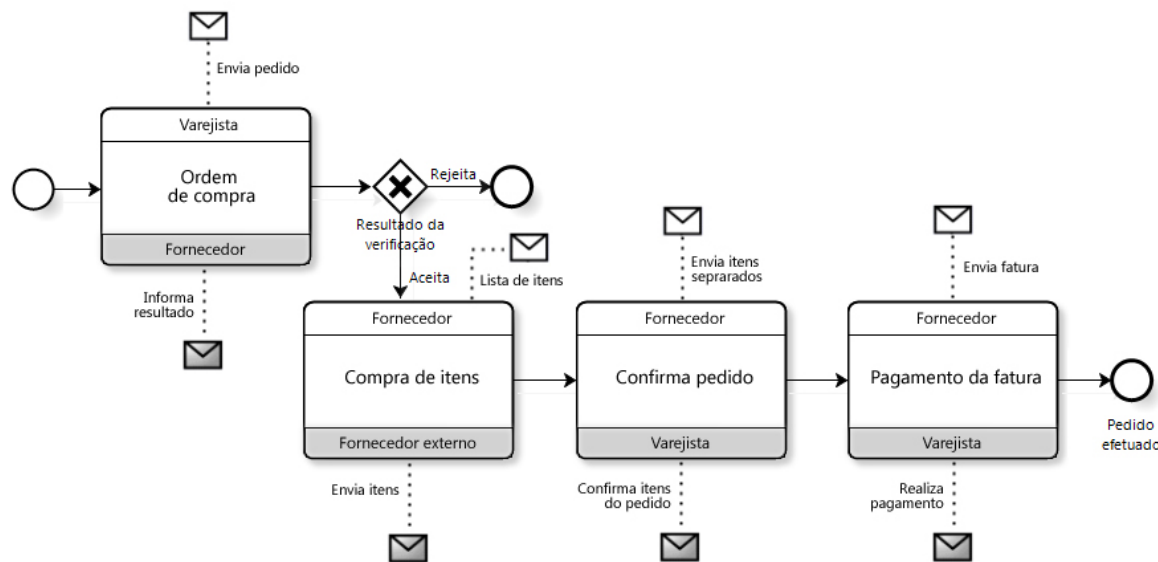 Envia pedido
Varejista
Ordem
de compra
Fornecedor
Informa
resultado
Rejeita
Resultado da
verificação
Aceita
Lista de itens
Fornecedor
Compra de itens
Fornecedor externo
Envia itens
Envia itens
seprarados
Fornecedor
Confirma pedido
Varejista
Confirma itens
do pedido
Envia fatura
Fornecedor
Pagamento da fatura
Varejista
Realiza
pagamento
Pedido
efetuado